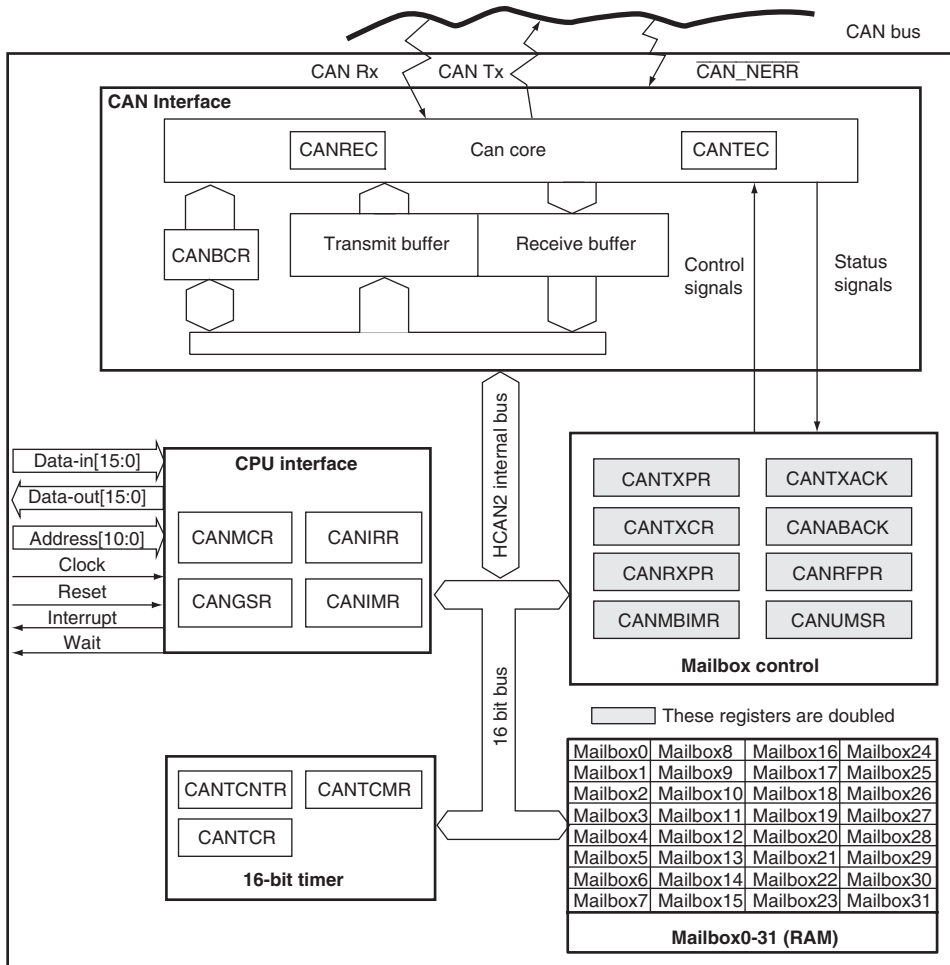 CAN bus
CAN Rx
CAN Tx
CAN_NERR
CAN Interface
CANREC
Can core
CANTEC
CANBCR
Transmit buffer
Receive buffer
Control
signals
Status
signals
HCAN2 internal bus
Data-in[15:0]
Data-out[15:0]
Address[10:0]
Clock
Reset
Interrupt
Wait
CPU interface
CANMCR
CANIRR
CANGSR
CANIMR
CANTXPR
CANTXACK
CANTXCR
CANABACK
CANRXPR
CANRFPR
CANMBIMR
CANUMSR
Mailbox control
16 bit bus
These registers are doubled
CANTCNTR
CANTCMR
CANTCR
16-bit timer
Mailbox0 Mailbox8 Mailbox16 Mailbox24
Mailbox1 Mailbox9 Mailbox17 Mailbox25
Mailbox2 Mailbox10 Mailbox18 Mailbox26
Mailbox3 Mailbox11 Mailbox19 Mailbox27
Mailbox4 Mailbox12 Mailbox20 Mailbox28
Mailbox5 Mailbox13 Mailbox21 Mailbox29
Mailbox6 Mailbox14 Mailbox22 Mailbox30
Mailbox7 Mailbox15 Mailbox23 Mailbox31
Mailbox0-31 (RAM)